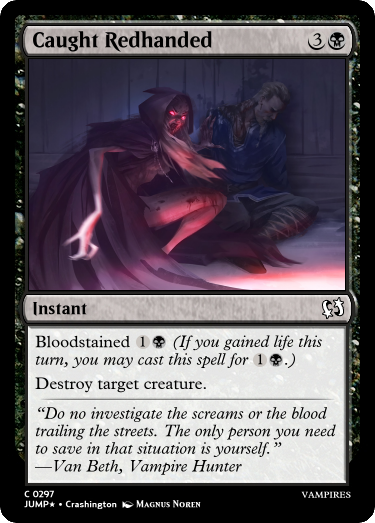 Caught Redhanded 3
Instant
Bloodstained 1 (If you gained life this
turn, you may cast this spell for 1 .)
Destroy target creature.
“Do no investigate the screams or the blood
trailing the streets. The only person you need
to save in that situation is yourself.”
—Van Beth, Vampire Hunter
C 0297
VAMPIRES
JUMP★ • Crashington Magnus Noren